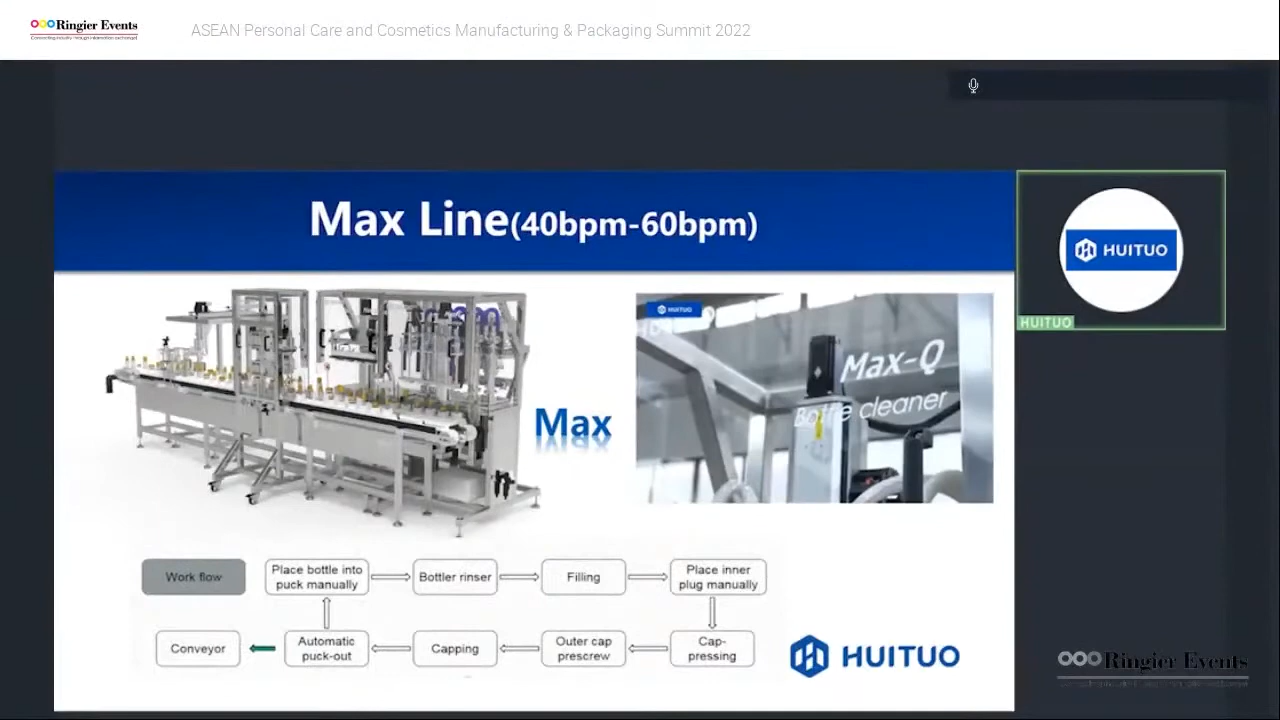 Ringier Events
ASEAN Personal Care and Cosmetics Manufacturing & Packaging Summit 2022
Max Line(40bpm-60bpm)
HUITUO
HUITUO
HUITUO
Max-Q
Bottle cleaner
Max
Work flow
Place bottle into
puck manually
Bottler rinser
Filling
Place inner
plug manually
Conveyor
Automatic
puck-out
Capping
Outer cap
prescrew
Cap-
pressing
HUITUO
Ringier Events